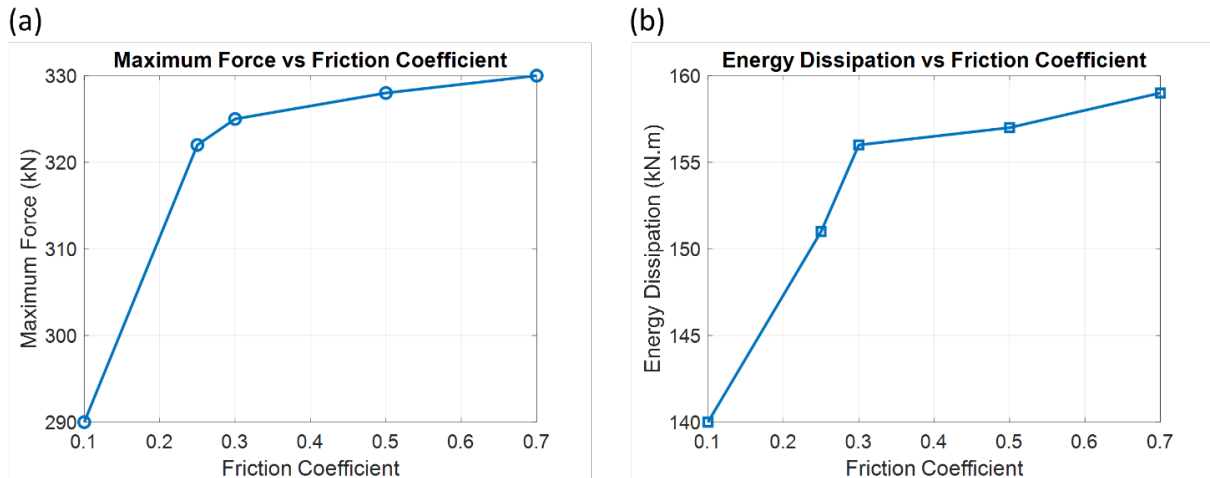 (a)
Maximum Force vs Friction Coefficient
Maximum Force (kN)
330
320
310
300
290
0.1 0.2 0.3 0.4 0.5 0.6 0.7
Friction Coefficient
(b)
Energy Dissipation vs Friction Coefficient
Energy Dissipation (kN.m)
160
155
150
145
140
0.1 0.2 0.3 0.4 0.5 0.6 0.7
Friction Coefficient